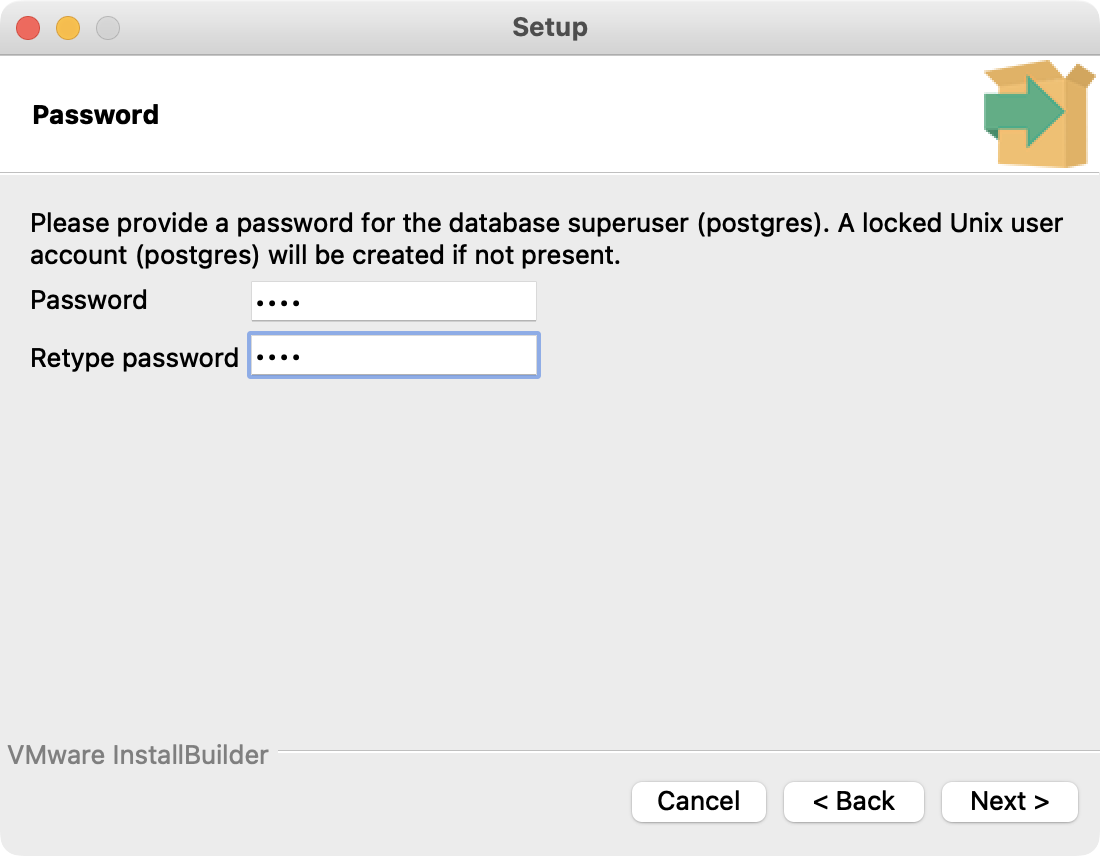 Setup
Password
Please provide a password for the database superuser (postgres). A locked Unix user
account (postgres) will be created if not present.
Password ••••
Retype password ••••
VMware InstallBuilder
Cancel < Back Next >